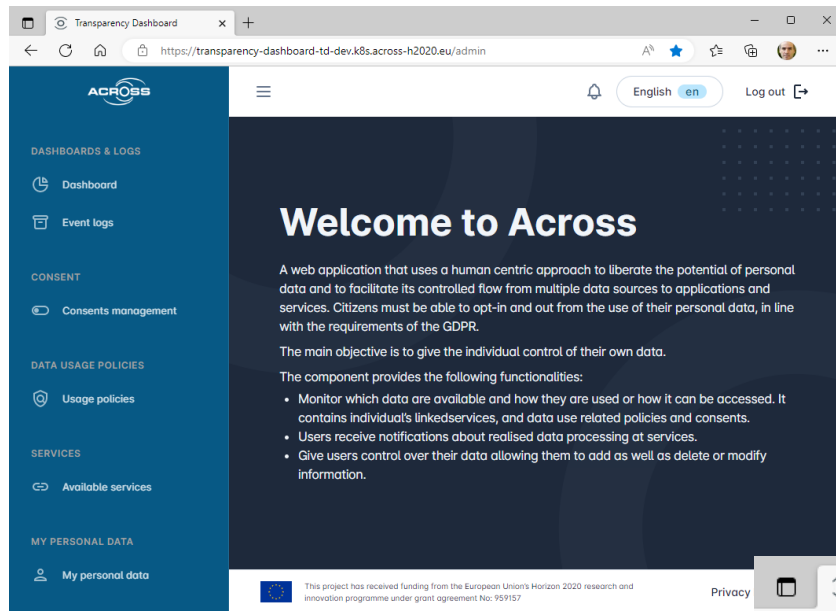 Transparency Dashboard
https://transparency-dashboard-td-dev.k8s.across-h2020.eu/admin
ACROSS
English en
Log out
DASHBOARDS & LOGS
Dashboard
Event logs
CONSENT
Consents management
DATA USAGE POLICIES
Usage policies
SERVICES
Available services
MY PERSONAL DATA
My personal data
Welcome to Across
A web application that uses a human centric approach to liberate the potential of personal
data and to facilitate its controlled flow from multiple data sources to applications and
services. Citizens must be able to opt-in and out from the use of their personal data, in line
with the requirements of the GDPR.
The main objective is to give the individual control of their own data.
The component provides the following functionalities:
• Monitor which data are available and how they are used or how it can be accessed. It
contains individual's linkedservices, and data use related policies and consents.
• Users receive notifications about realised data processing at services.
• Give users control over their data allowing them to add as well as delete or modify
information.
This project has received funding from the European Union's Horizon 2020 research and
innovation programme under grant agreement No: 959157
Privacy